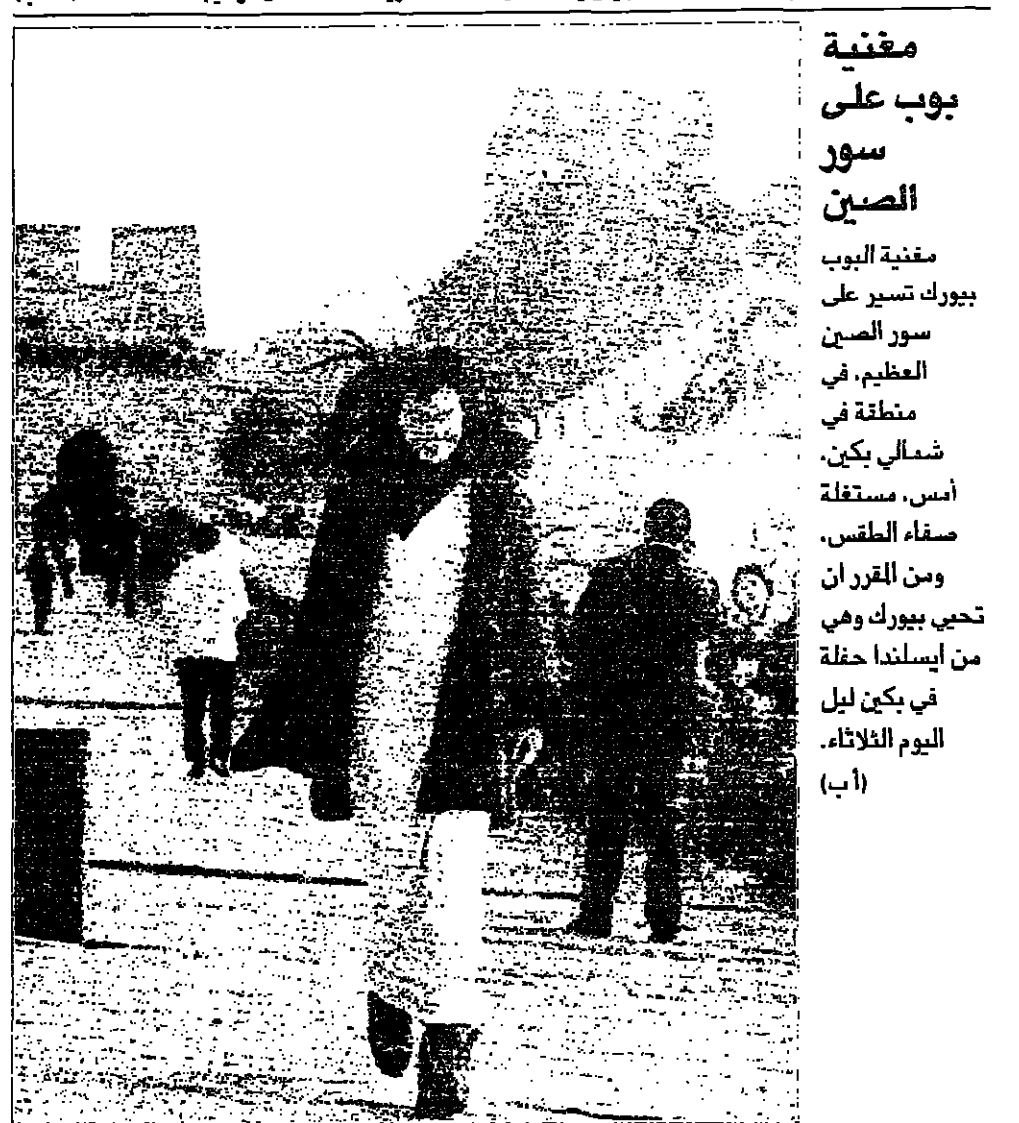 مغنية
بوب على
سور
الصين
مغنية البوب
بيورك تسير على
سور الصين
العظيم، في
منطقة في
شمالي بكين،
أمس، مستغلة
صفاء الطقس،
ومن المقرر ان
تحيي بيورك وهي
من ايسلندا حفلة
في بكين ليل
اليوم الثلاثاء.
(أ ب)